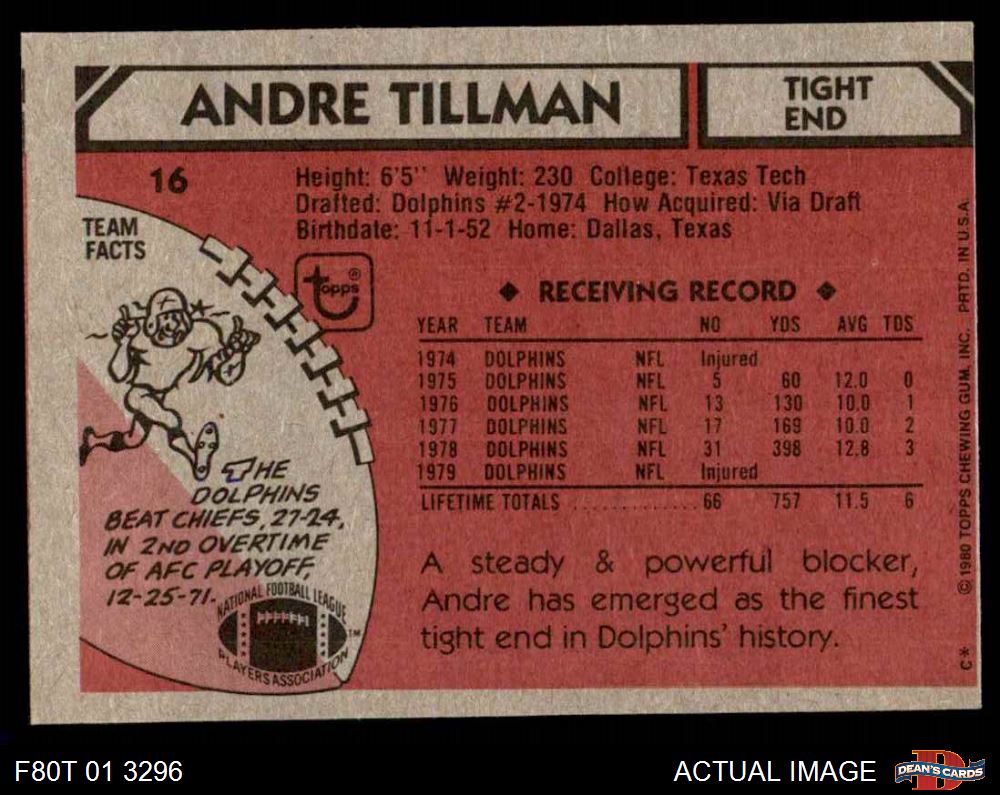 ANDRE TILLMAN
TIGHT
END
16
Height: 6'5" Weight: 230 College: Texas Tech
Drafted: Dolphins #2-1974 How Acquired: Via Draft
Birthdate: 11-1-52 Home: Dallas, Texas
TEAM
FACTS
topps®
◆ RECEIVING RECORD ◆
YEAR TEAM NO YDS AVG TDS
1974 DOLPHINS NFL Injured
1975 DOLPHINS NFL 5 60 12.0 0
1976 DOLPHINS NFL 13 130 10.0 1
1977 DOLPHINS NFL 17 169 10.0 2
1978 DOLPHINS NFL 31 398 12.8 3
1979 DOLPHINS NFL Injured
LIFETIME TOTALS ............ 66 757 11.5 6
THE
DOLPHINS
BEAT CHIEFS, 27-24,
IN 2ND OVERTIME
OF AFC PLAYOFF,
12-25-71.
NATIONAL FOOTBALL LEAGUE
PLAYERS ASSOCIATION
TM
A steady & powerful blocker,
Andre has emerged as the finest
tight end in Dolphins' history.
C* © 1980 TOPPS CHEWING GUM, INC. PRTD. IN U.S.A.
F80T 01 3296
ACTUAL IMAGE
D
DEAN'S CARDS